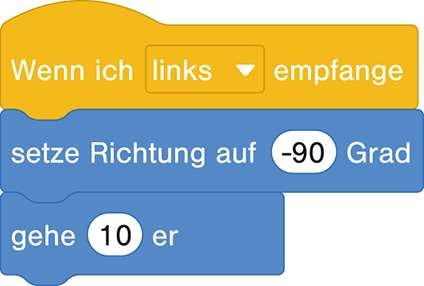 Wenn ich links empfange
setze Richtung auf -90 Grad
gehe 10 er